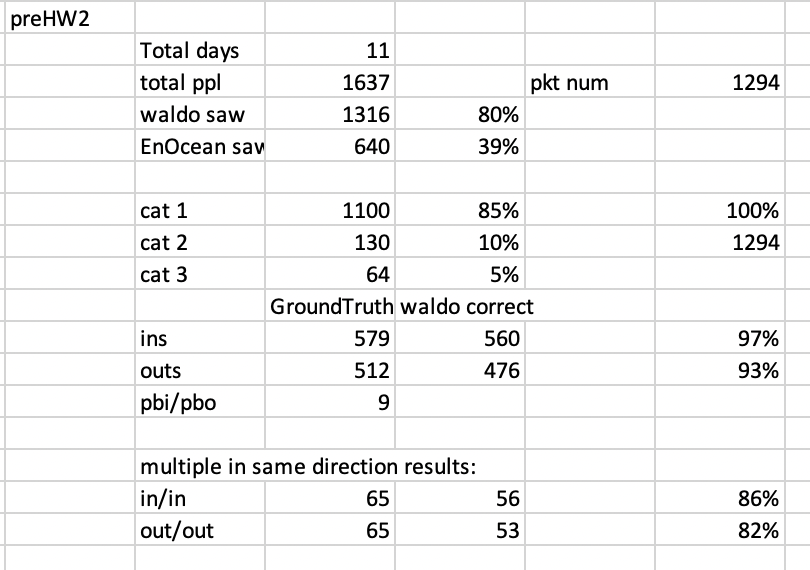 preHW2
Total days 11
total ppl 1637 pkt num 1294
waldo saw 1316 80%
EnOcean saw 640 39%
cat 1 1100 85% 100%
cat 2 130 10% 1294
cat 3 64 5%
GroundTruth waldo correct
ins 579 560 97%
outs 512 476 93%
pbi/pbo 9
multiple in same direction results:
in/in 65 56 86%
out/out 65 53 82%